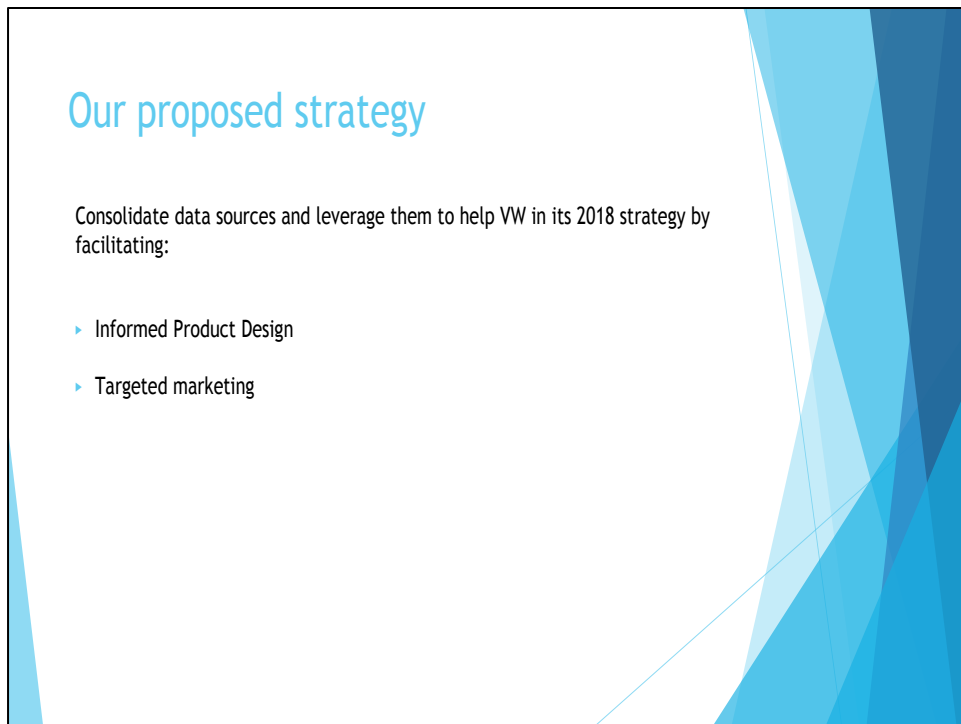 Our proposed strategy
Consolidate data sources and leverage them to help VW in its 2018 strategy by
facilitating:
Informed Product Design
Targeted marketing